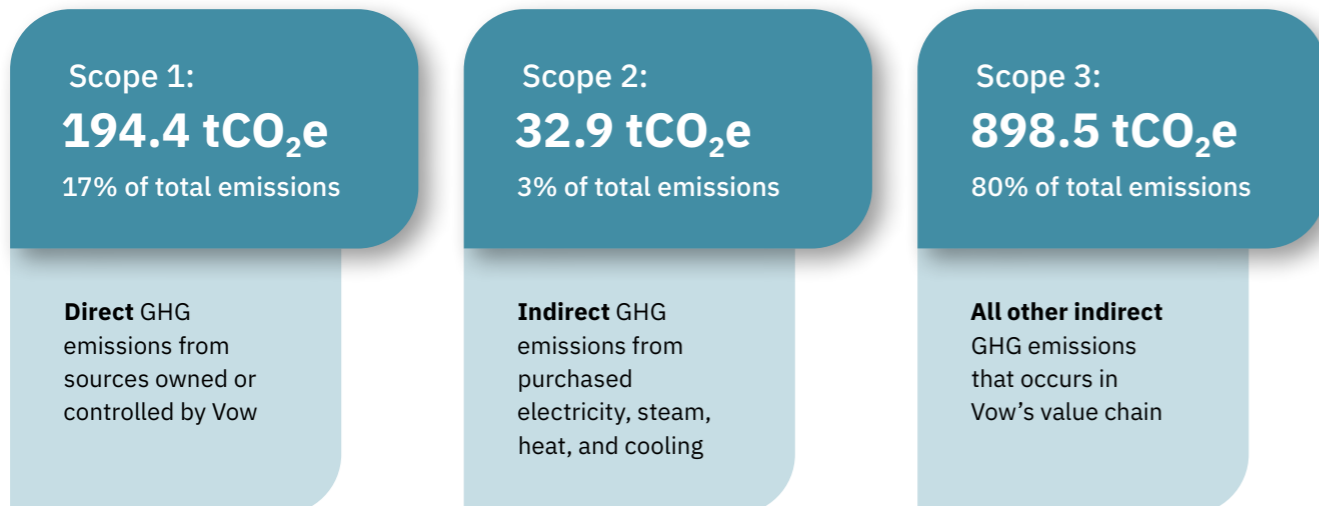 Scope 1:
194.4 tCO₂e
17% of total emissions
Direct GHG
emissions from
sources owned or
controlled by Vow
Scope 2:
32.9 tCO₂e
3% of total emissions
Indirect GHG
emissions from
purchased
electricity, steam,
heat, and cooling
Scope 3:
898.5 tCO₂e
80% of total emissions
All other indirect
GHG emissions
that occurs in
Vow’s value chain